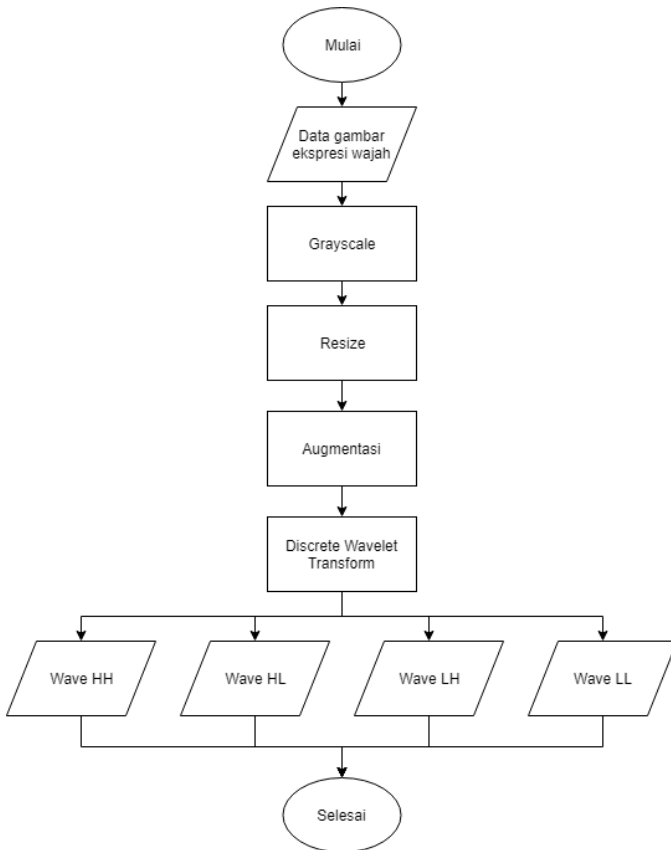 Mulai
Data gambar
ekspresi wajah
Grayscale
Resize
Augmentasi
Discrete Wavelet
Transform
Wave HH
Wave HL
Wave LH
Wave LL
Selesai